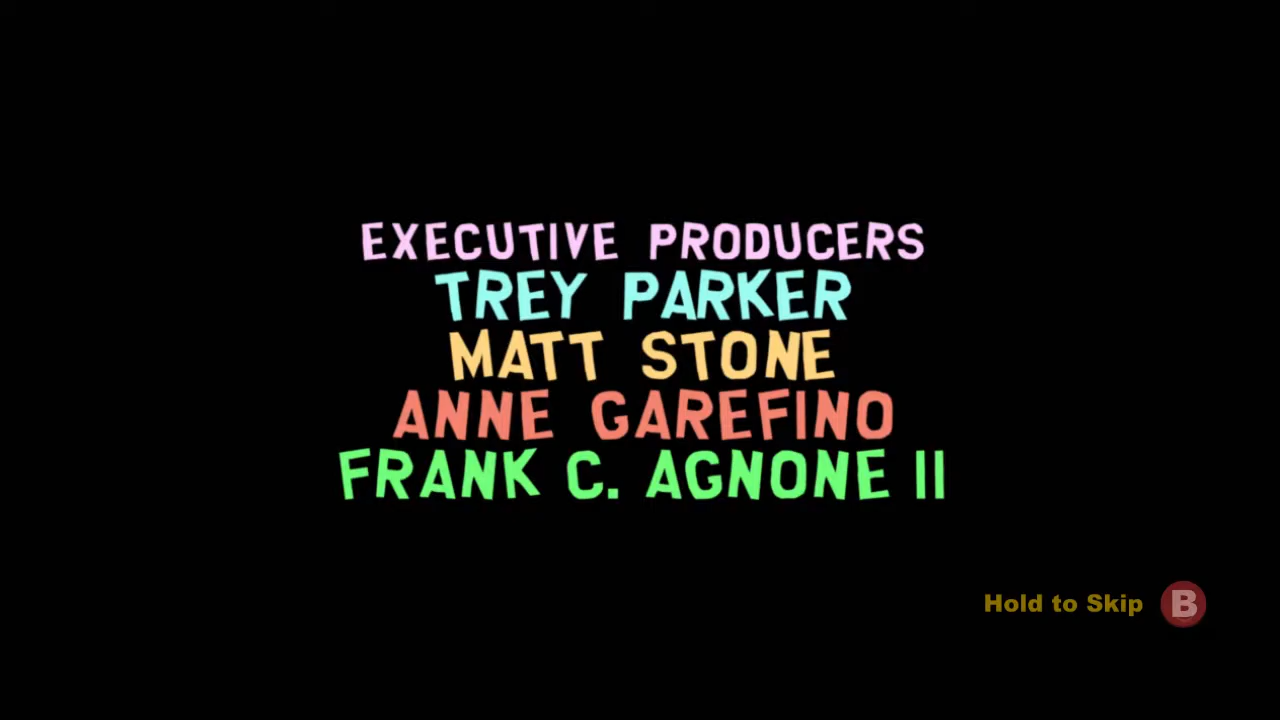 EXECUTIVE PRODUCERS
TREY PARKER
MATT STONE
ANNE GAREFINO
FRANK C. AGNONE II
Hold to Skip B